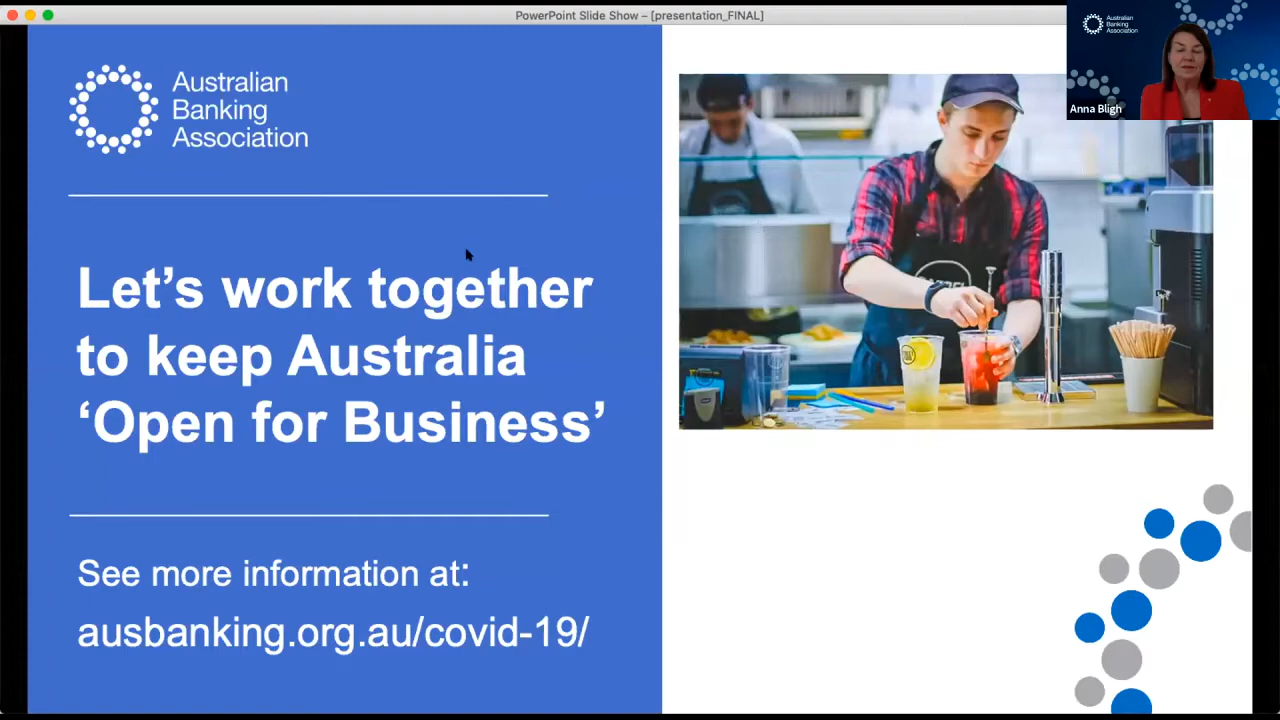 PowerPoint Slide Show – [presentation_FINAL]
Australian
Banking
Association
Let’s work together
to keep Australia
‘Open for Business’
See more information at:
ausbanking.org.au/covid-19/
Australian
Banking
Association
Anna Bligh